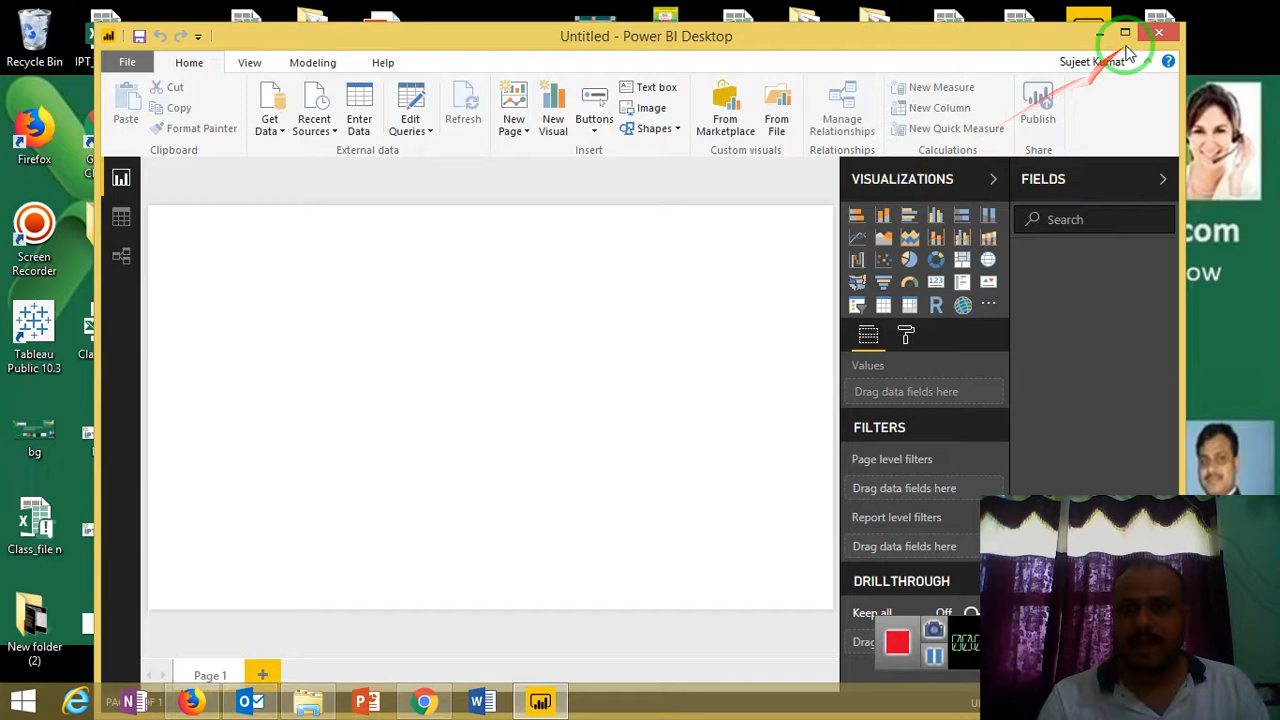 Recycle Bin
IPT_
Firefox
G
Cl
Screen
Recorder
Tableau
Public 10.3
Cla
bg
Class_file n
New folder
(2)
Untitled - Power BI Desktop
File
Home
View
Modeling
Help
Sujeet Kumar
Paste
Cut
Copy
Format Painter
Clipboard
Get
Data
Recent
Sources
Enter
Data
Edit
Queries
Refresh
External data
New
Page
New
Visual
Buttons
Text box
Image
Shapes
Insert
From
Marketplace
From
File
Custom visuals
Manage
Relationships
Relationships
New Measure
New Column
New Quick Measure
Calculations
Publish
Share
VISUALIZATIONS
FIELDS
Search
123
R
Values
Drag data fields here
FILTERS
Page level filters
Drag data fields here
Report level filters
Drag data fields here
DRILLTHROUGH
Keep all
Off
Drag
Page 1
com
ow